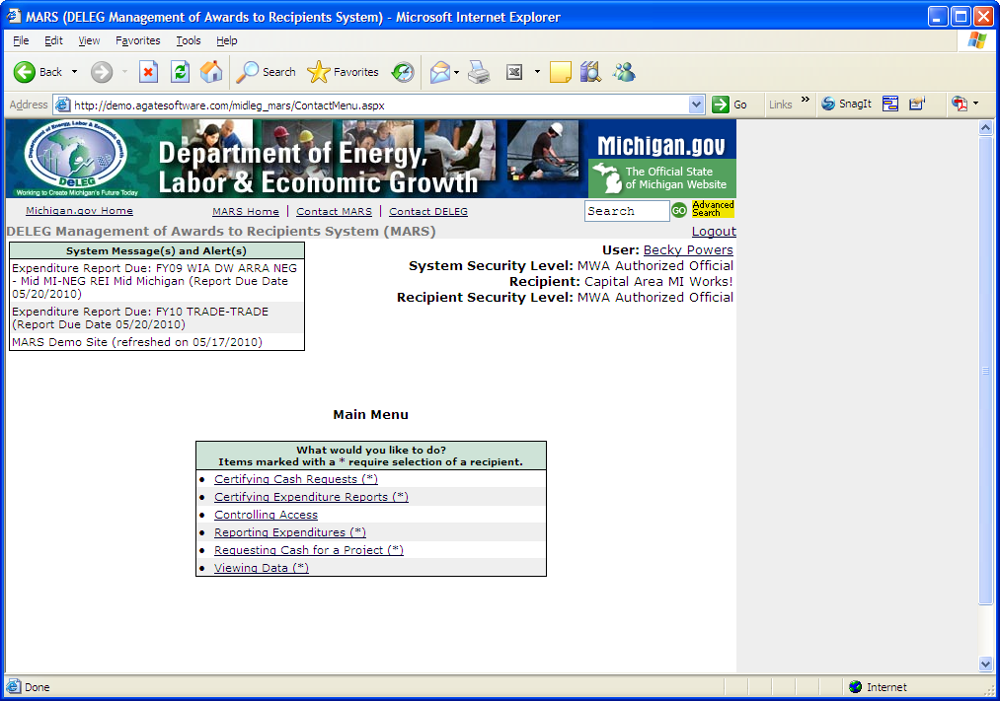 MARS (DELEG Management of Awards to Recipients System) - Microsoft Internet Explorer
File Edit View Favorites Tools Help
Back Search Favorites
Address http://demo.agatesoftware.com/midleg_mars/ContactMenu.aspx Go Links » SnagIt
Department of Energy, Labor & Economic Growth
DeLEG
Working to Create Michigan's Future Today
Department of Energy,
Labor & Economic Growth
Michigan.gov
The Official State
of Michigan Website
Michigan.gov Home MARS Home | Contact MARS | Contact DELEG Search GO Advanced
Search
DELEG Management of Awards to Recipients System (MARS) Logout
System Message(s) and Alert(s)
Expenditure Report Due: FY09 WIA DW ARRA NEG
- Mid MI-NEG REI Mid Michigan (Report Due Date
05/20/2010)
Expenditure Report Due: FY10 TRADE-TRADE
(Report Due Date 05/20/2010)
MARS Demo Site (refreshed on 05/17/2010)
User: Becky Powers
System Security Level: MWA Authorized Official
Recipient: Capital Area MI Works!
Recipient Security Level: MWA Authorized Official
Main Menu
What would you like to do?
Items marked with a * require selection of a recipient.
• Certifying Cash Requests (*)
• Certifying Expenditure Reports (*)
• Controlling Access
• Reporting Expenditures (*)
• Requesting Cash for a Project (*)
• Viewing Data (*)
Done Internet